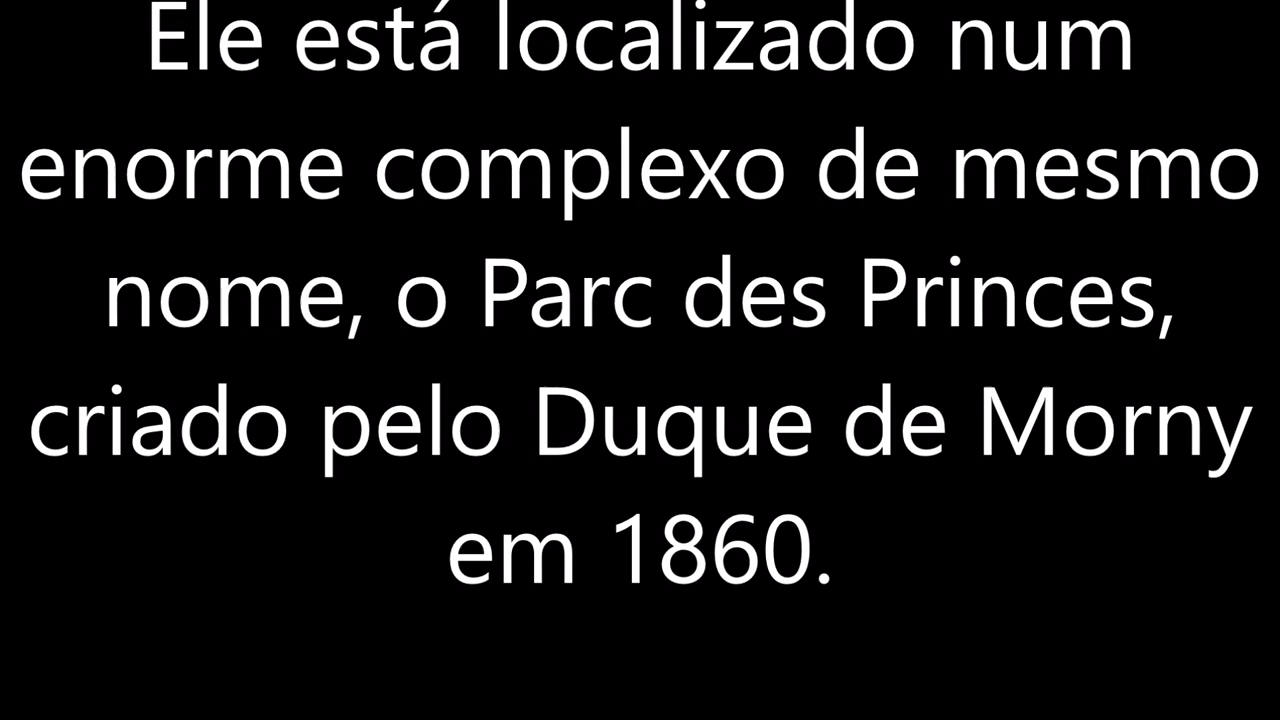 Ele está localizado num
enorme complexo de mesmo
nome, o Parc des Princes,
criado pelo Duque de Morny
em 1860.